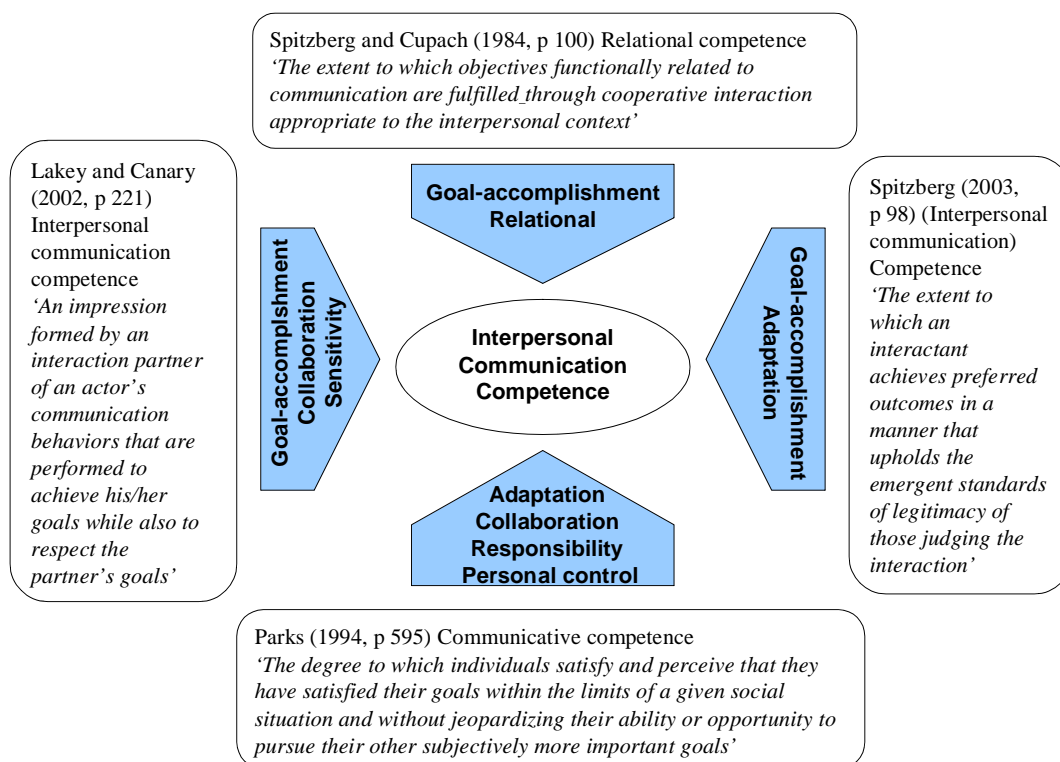 Spitzberg and Cupach (1984, p 100) Relational competence
‘The extent to which objectives functionally related to
communication are fulfilled through cooperative interaction
appropriate to the interpersonal context’
Goal-accomplishment
Relational
Lakey and Canary
(2002, p 221)
Interpersonal
communication
competence
‘An impression
formed by an
interaction partner
of an actor’s
communication
behaviors that are
performed to
achieve his/her
goals while also to
respect the
partner’s goals’
Goal-accomplshment
Collaboration
Sensitivity
Interpersonal
Communication
Competence
Goal-accomplishment
Adaptation
Spitzberg (2003,
p 98) (Interpersonal
communication)
Competence
‘The extent to
which an
interactant
achieves preferred
outcomes in a
manner that
upholds the
emergent standards
of legitimacy of
those judging the
interaction’
Adaptation
Collaboration
Responsibility
Personal control
Parks (1994, p 595) Communicative competence
‘The degree to which individuals satisfy and perceive that they
have satisfied their goals within the limits of a given social
situation and without jeopardizing their ability or opportunity to
pursue their other subjectively more important goals’